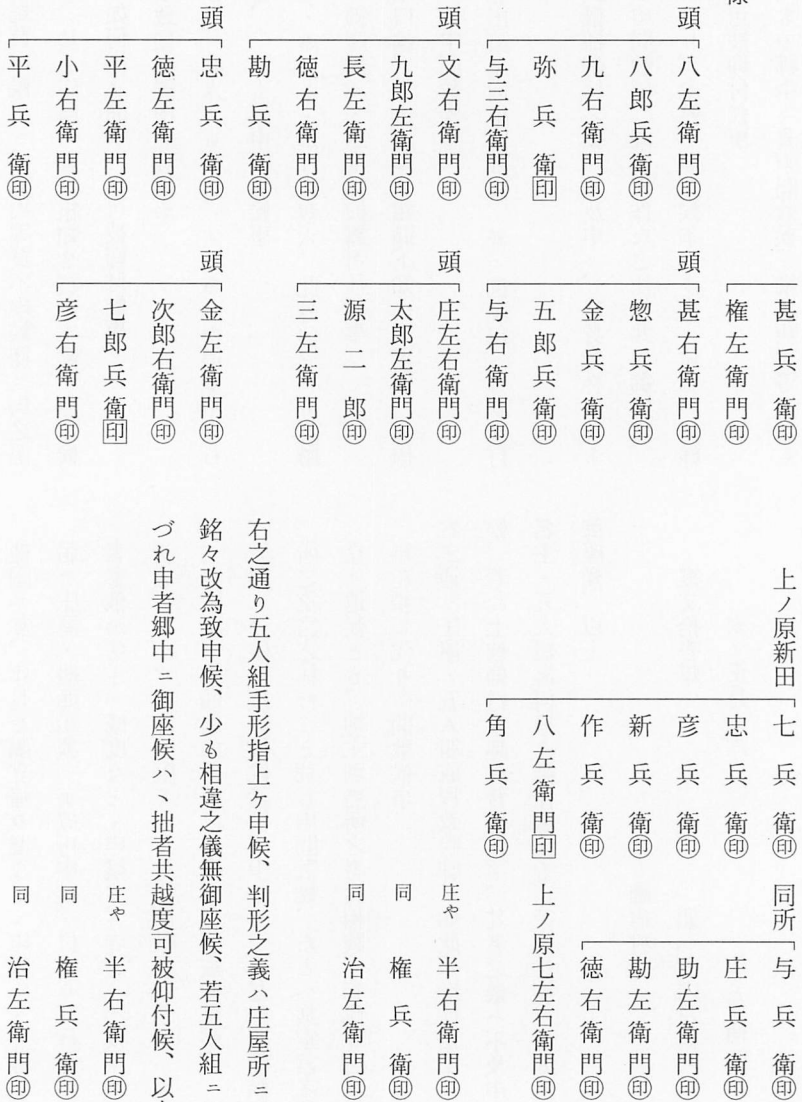 様
頭 八左衛門㊞
八郎兵衛㊞
九右衛門㊞
弥兵衛印
与三右衛門㊞
頭 文右衛門㊞
九郎左衛門㊞
長左衛門㊞
徳右衛門㊞
勘兵衛㊞
頭 忠兵衛㊞
徳左衛門㊞
平左衛門㊞
小右衛門㊞
平兵衛㊞
甚兵衛㊞
権左衛門㊞
頭 甚右衛門㊞
惣兵衛㊞
金兵衛㊞
五郎兵衛㊞
与右衛門㊞
頭 庄左右衛門㊞
太郎左衛門㊞
源二郎㊞
三左衛門㊞
頭 金左衛門㊞
次郎右衛門㊞
七郎兵衛印
彦右衛門㊞
上ノ原新田
七兵衛㊞
忠兵衛㊞
彦兵衛㊞
新兵衛㊞
作兵衛㊞
八左衛門印
角兵衛㊞
同所
与兵衛㊞
庄兵衛㊞
助左衛門㊞
勘左衛門㊞
徳右衛門㊞
上ノ原七左右衛門㊞
庄や 半右衛門㊞
同 権兵衛㊞
同 治左衛門㊞
右之通り五人組手形指上ケ申候、判形之義ハ庄屋所ニ
銘々改為致申候、少も相違之儀無御座候、若五人組ニ
づれ申者郷中ニ御座候ハヽ拙者共越度可被仰付候、以
庄や 半右衛門㊞
同 権兵衛㊞
同 治左衛門㊞